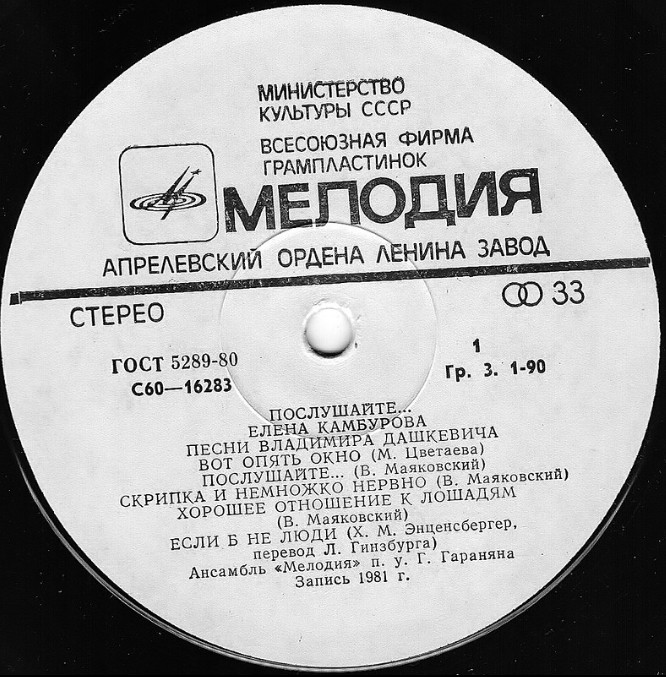 МИНИСТЕРСТВО
КУЛЬТУРЫ СССР
ВСЕСОЮЗНАЯ ФИРМА
ГРАМПЛАСТИНОК
МЕЛОДИЯ
АПРЕЛЕВСКИЙ ОРДЕНА ЛЕНИНА ЗАВОД
СТЕРЕО
33
ГОСТ 5289-80
С60—16283
1
Гр. 3. 1-90
ПОСЛУШАЙТЕ...
ЕЛЕНА КАМБУРОВА
ПЕСНИ ВЛАДИМИРА ДАШКЕВИЧА
ВОТ ОПЯТЬ ОКНО (М. Цветаева)
ПОСЛУШАЙТЕ... (В. Маяковский)
СКРИПКА И НЕМНОЖКО НЕРВНО (В. Маяковский)
ХОРОШЕЕ ОТНОШЕНИЕ К ЛОШАДЯМ
(В. Маяковский)
ЕСЛИ Б НЕ ЛЮДИ (Х. М. Энценсбергер,
перевод Л. Гинзбурга)
Ансамбль «Мелодия» п. у. Г. Гараняна
Запись 1981 г.